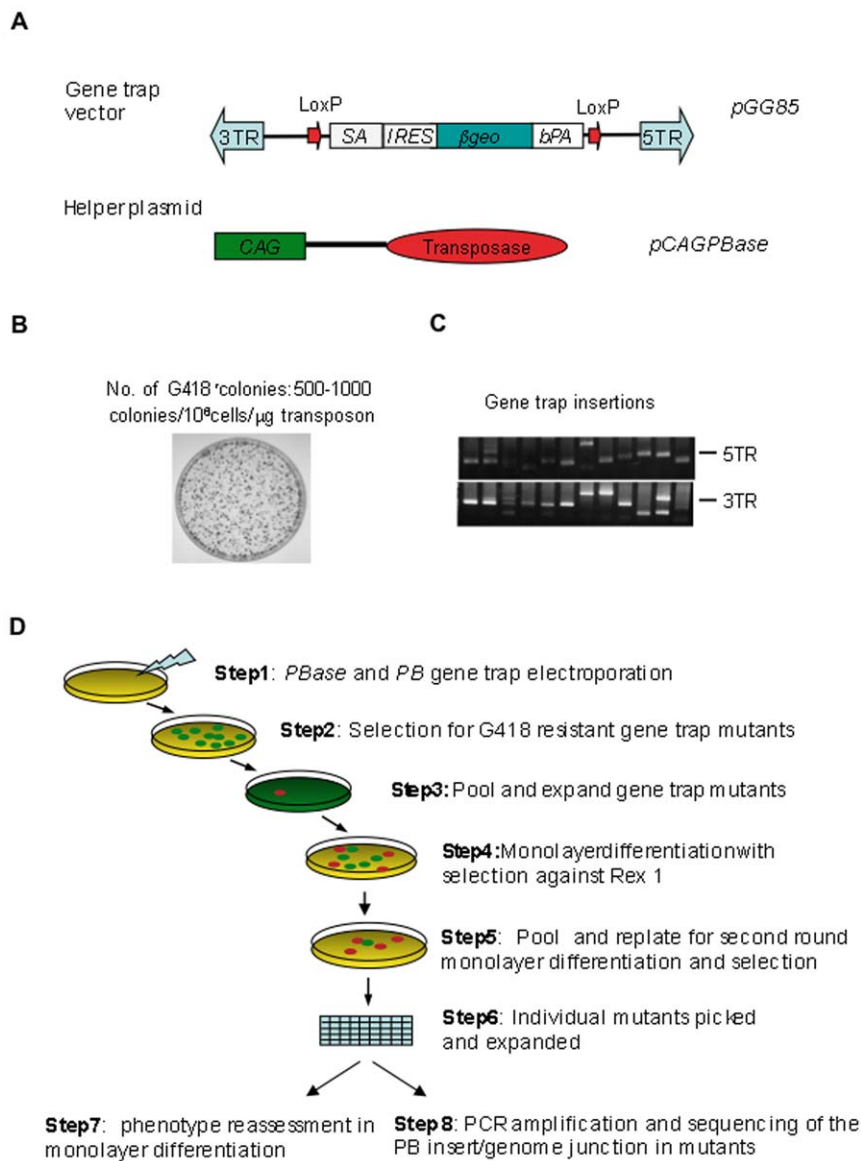 A
Gene trap
vector
LoxP
LoxP
pGG85
3TR
SA
IRES
βgeo
bPA
5TR
Helper plasmid
CAG
Transposase
pCAGPBase
B
C
No. of G418 r colonies:500-1000
colonies/10⁶cells/µg transposon
Gene trap insertions
5TR
3TR
D
Step1: PBase and PB gene trap electroporation
Step2: Selection for G418 resistant gene trap mutants
Step3: Pool and expand gene trap mutants
Step4:Monolayerdifferentiationwith
selection against Rex 1
Step5: Pool and replate for second round
monolayer differentiation and selection
Step6: Individual mutants picked
and expanded
Step7: phenotype reassessment in
monolayer differentiation
Step 8: PCR amplification and sequencing of the
PB insert/genome junction in mutants